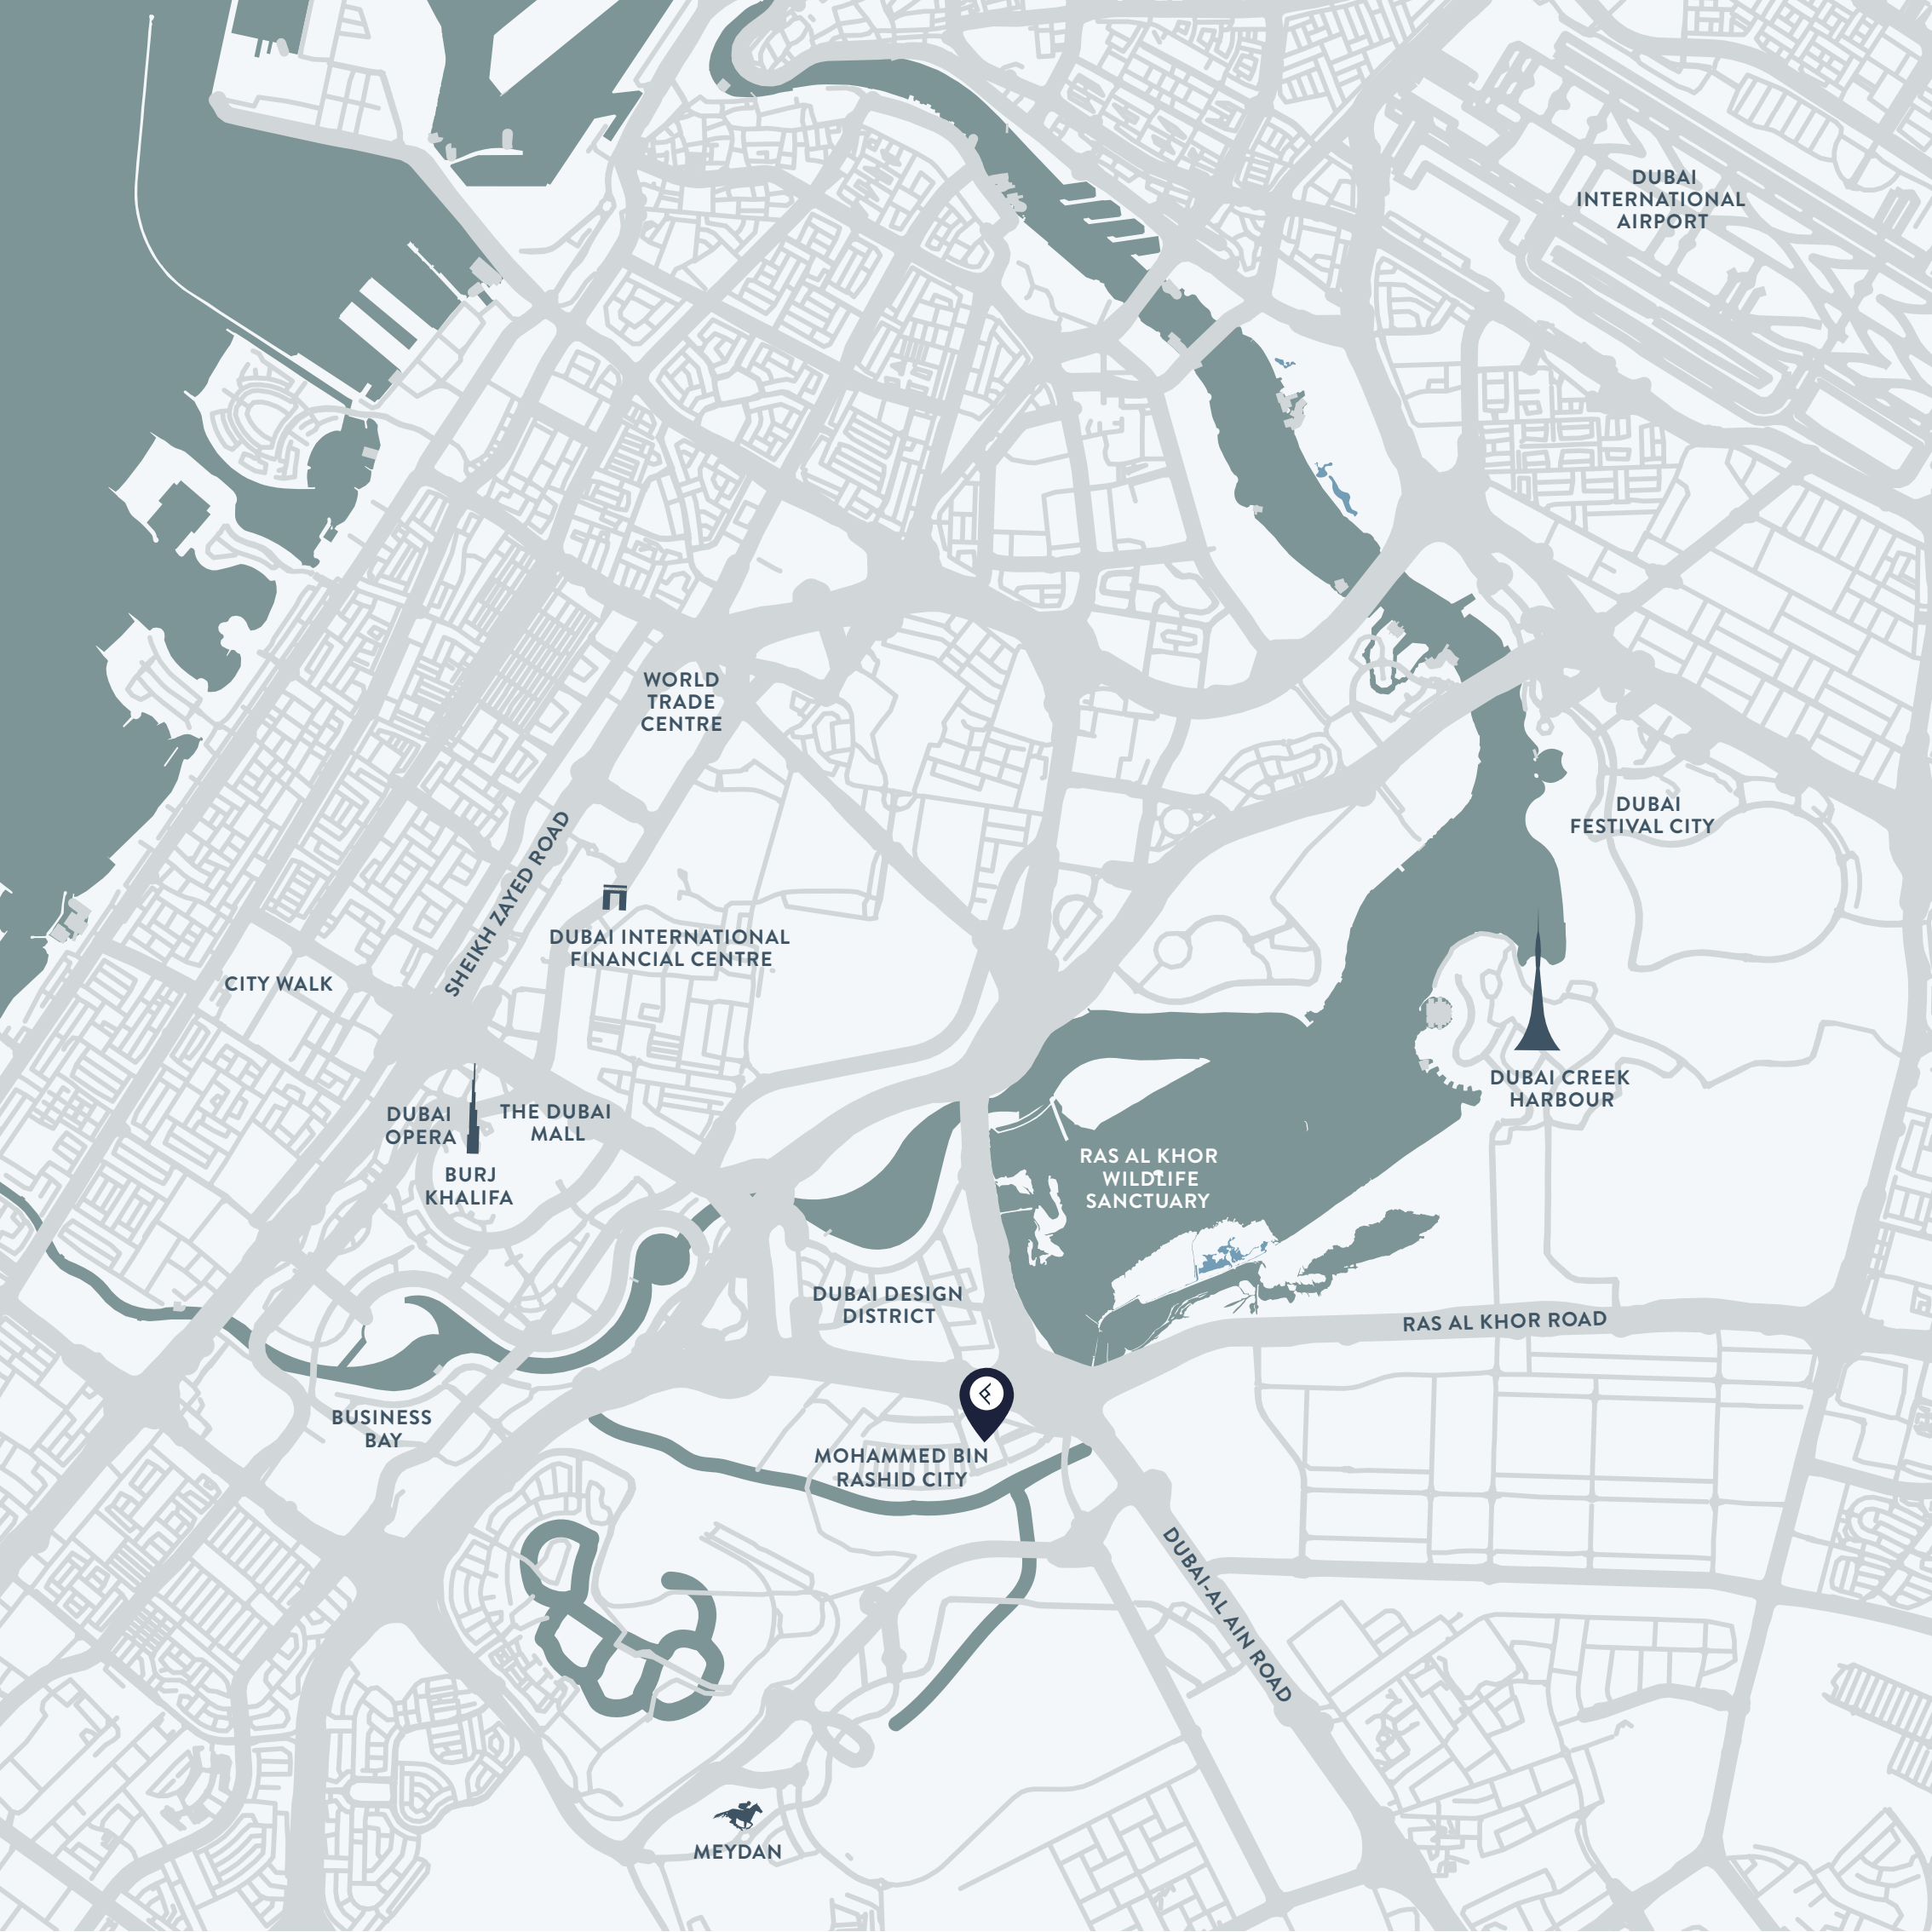 DUBAI
INTERNATIONAL
AIRPORT
WORLD
TRADE
CENTRE
DUBAI
FESTIVAL CITY
SHEIKH ZAYED ROAD
DUBAI INTERNATIONAL
FINANCIAL CENTRE
CITY WALK
DUBAI CREEK
HARBOUR
DUBAI
OPERA
THE DUBAI
MALL
BURJ
KHALIFA
RAS AL KHOR
WILDLIFE
SANCTUARY
DUBAI DESIGN
DISTRICT
RAS AL KHOR ROAD
BUSINESS
BAY
MOHAMMED BIN
RASHID CITY
DUBAI-AL AIN ROAD
MEYDAN